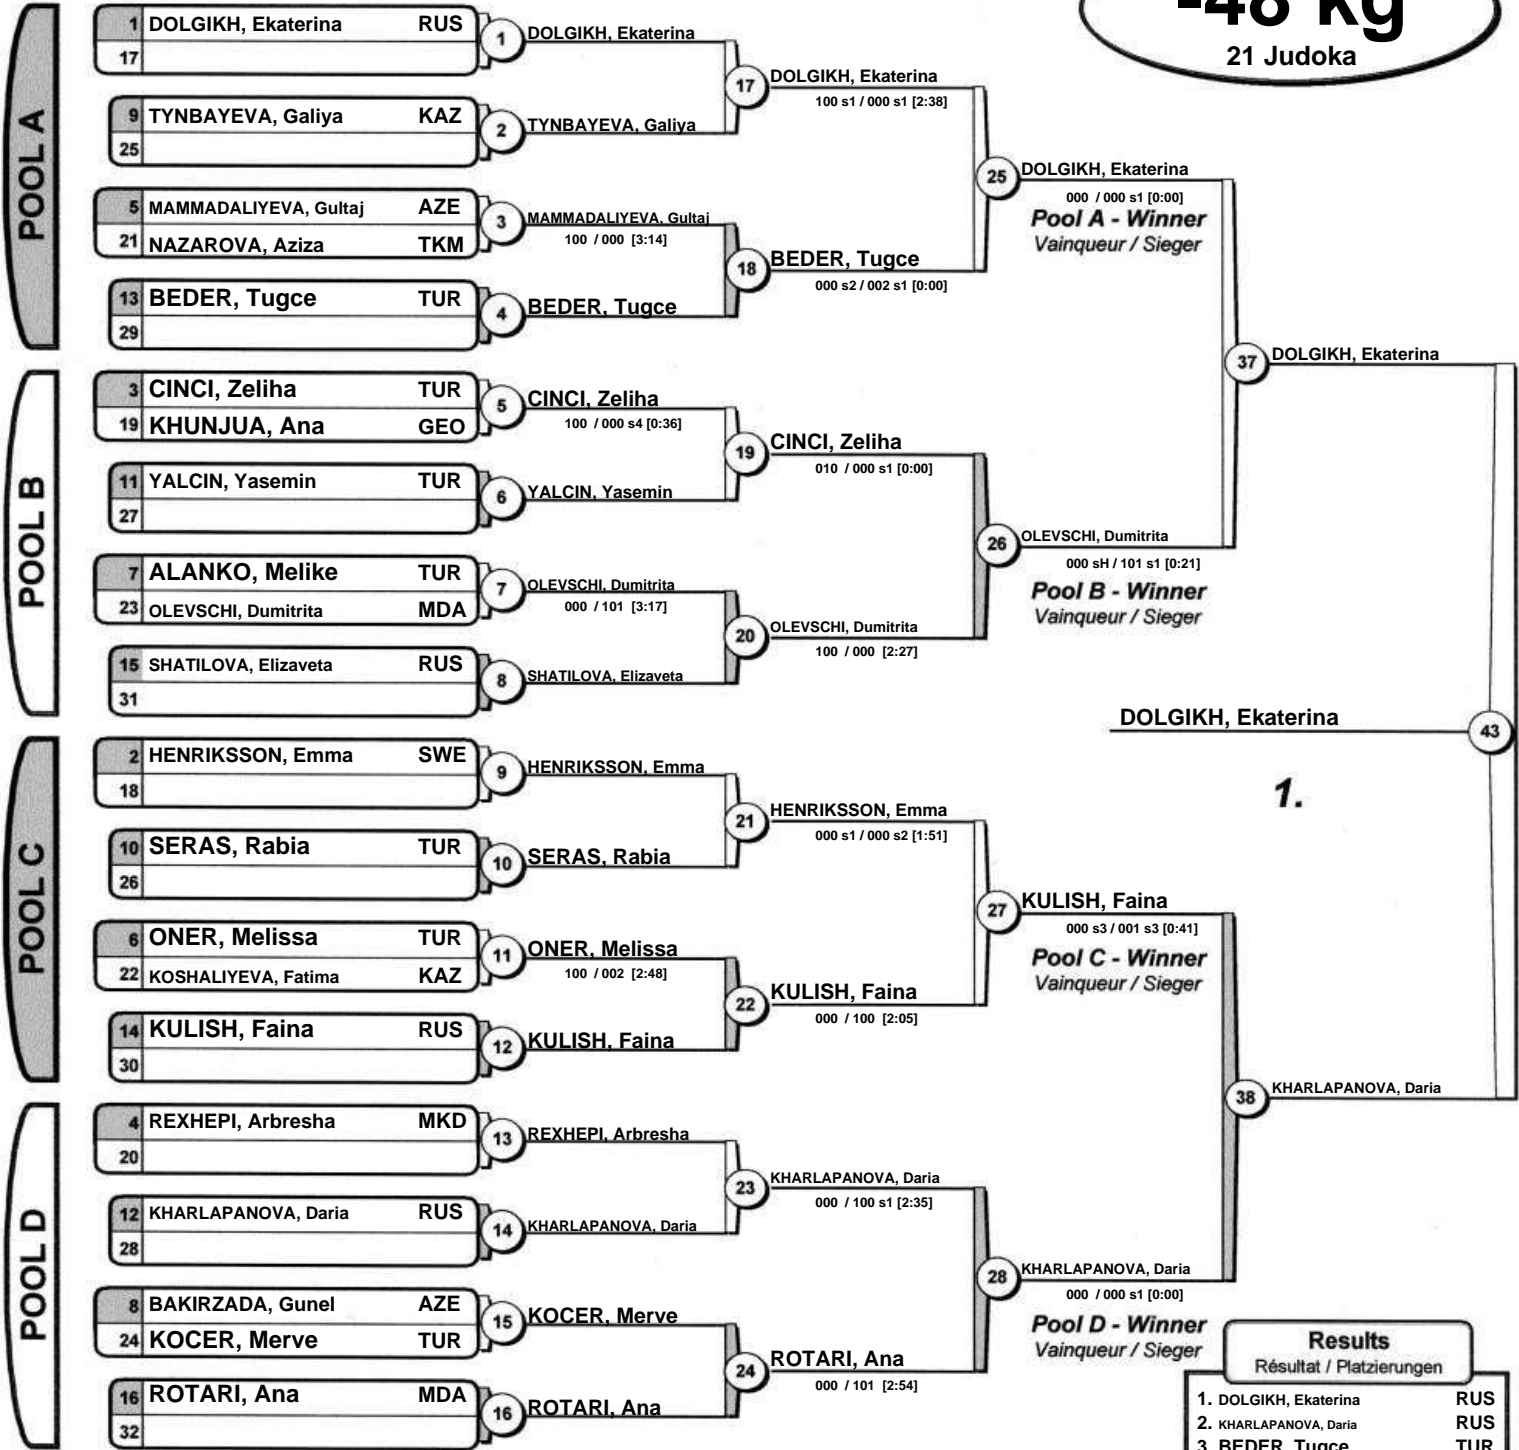 -48 kg
21 Judoka
POOL A
1 DOLGIKH, Ekaterina RUS
17
9 TYNBAYEVA, Galiya KAZ
25
5 MAMMADALIYEVA, Gultaj AZE
21 NAZAROVA, Aziza TKM
13 BEDER, Tugce TUR
29
POOL B
3 CINCI, Zeliha TUR
19 KHUNJUA, Ana GEO
11 YALCIN, Yasemin TUR
27
7 ALANKO, Melike TUR
23 OLEVSCHI, Dumitrita MDA
15 SHATILOVA, Elizaveta RUS
31
POOL C
2 HENRIKSSON, Emma SWE
18
10 SERAS, Rabia TUR
26
6 ONER, Melissa TUR
22 KOSHALIYEVA, Fatima KAZ
14 KULISH, Faina RUS
30
POOL D
4 REXHEPI, Arbresha MKD
20
12 KHARLAPANOVA, Daria RUS
28
8 BAKIRZADA, Gunel AZE
24 KOCER, Merve TUR
16 ROTARI, Ana MDA
32
1 DOLGIKH, Ekaterina
2 TYNBAYEVA, Galiya
3 MAMMADALIYEVA, Gultaj
100 / 000 [3:14]
4 BEDER, Tugce
5 CINCI, Zeliha
100 / 000 s4 [0:36]
6 YALCIN, Yasemin
7 OLEVSCHI, Dumitrita
000 / 101 [3:17]
8 SHATILOVA, Elizaveta
9 HENRIKSSON, Emma
10 SERAS, Rabia
11 ONER, Melissa
100 / 002 [2:48]
12 KULISH, Faina
13 REXHEPI, Arbresha
14 KHARLAPANOVA, Daria
15 KOCER, Merve
16 ROTARI, Ana
17 DOLGIKH, Ekaterina
100 s1 / 000 s1 [2:38]
18 BEDER, Tugce
000 s2 / 002 s1 [0:00]
19 CINCI, Zeliha
010 / 000 s1 [0:00]
20 OLEVSCHI, Dumitrita
100 / 000 [2:27]
21 HENRIKSSON, Emma
000 s1 / 000 s2 [1:51]
22 KULISH, Faina
000 / 100 [2:05]
23 KHARLAPANOVA, Daria
000 / 100 s1 [2:35]
24 ROTARI, Ana
000 / 101 [2:54]
25 DOLGIKH, Ekaterina
000 / 000 s1 [0:00]
Pool A - Winner
Vainqueur / Sieger
26 OLEVSCHI, Dumitrita
000 sH / 101 s1 [0:21]
Pool B - Winner
Vainqueur / Sieger
27 KULISH, Faina
000 s3 / 001 s3 [0:41]
Pool C - Winner
Vainqueur / Sieger
28 KHARLAPANOVA, Daria
000 / 000 s1 [0:00]
Pool D - Winner
Vainqueur / Sieger
37 DOLGIKH, Ekaterina
38 KHARLAPANOVA, Daria
DOLGIKH, Ekaterina 43
1.
Results
Résultat / Platzierungen
1. DOLGIKH, Ekaterina RUS
2. KHARLAPANOVA, Daria RUS
3. BEDER, Tugce TUR